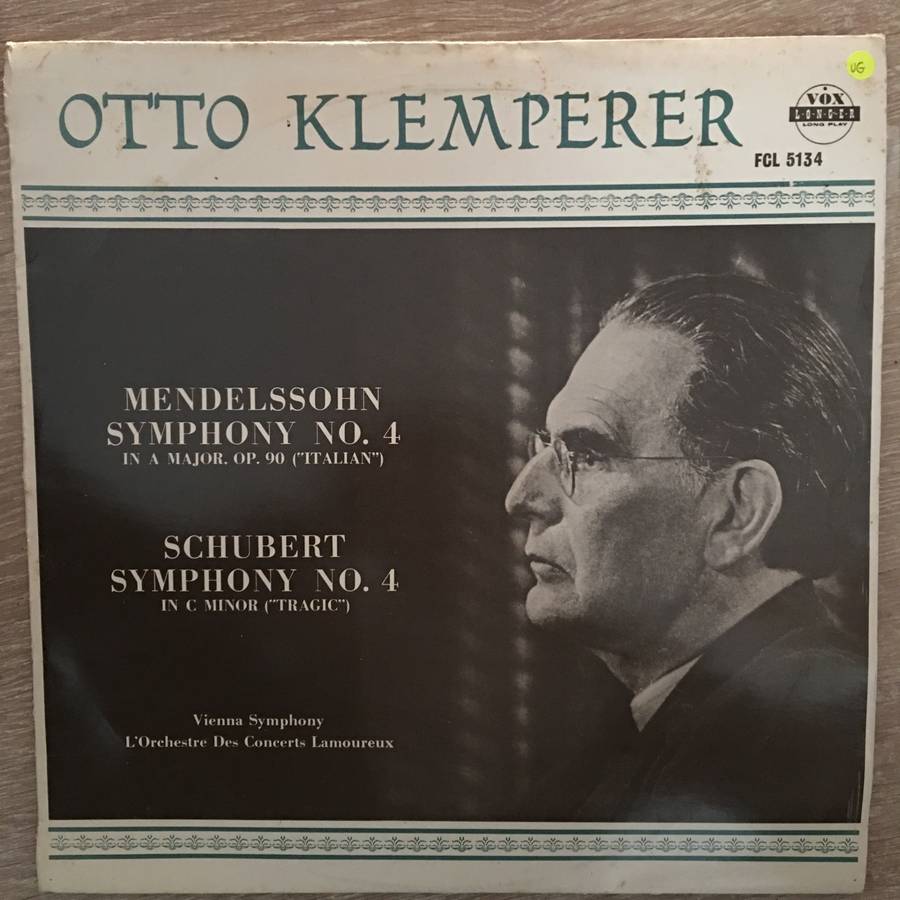 UG
OTTO KLEMPERER
VOX
LONGER
LONG PLAY
FCL 5134
MENDELSSOHN
SYMPHONY NO. 4
IN A MAJOR. OP. 90 ("ITALIAN")
SCHUBERT
SYMPHONY NO. 4
IN C MINOR ("TRAGIC")
Vienna Symphony
L'Orchestre Des Concerts Lamoureux